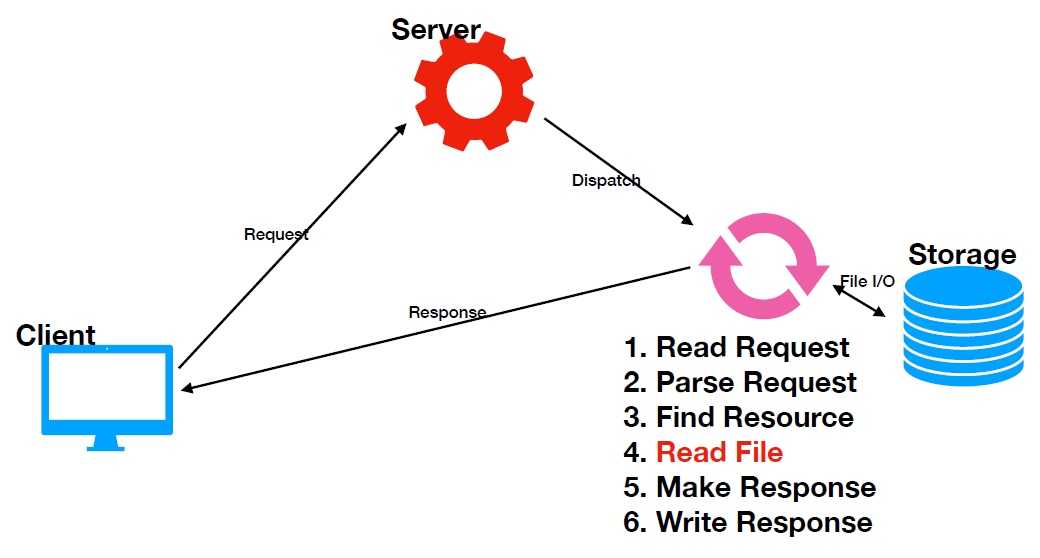 Server
Dispatch
Request
Storage
File I/O
Response
Client
1. Read Request
2. Parse Request
3. Find Resource
4. Read File
5. Make Response
6. Write Response